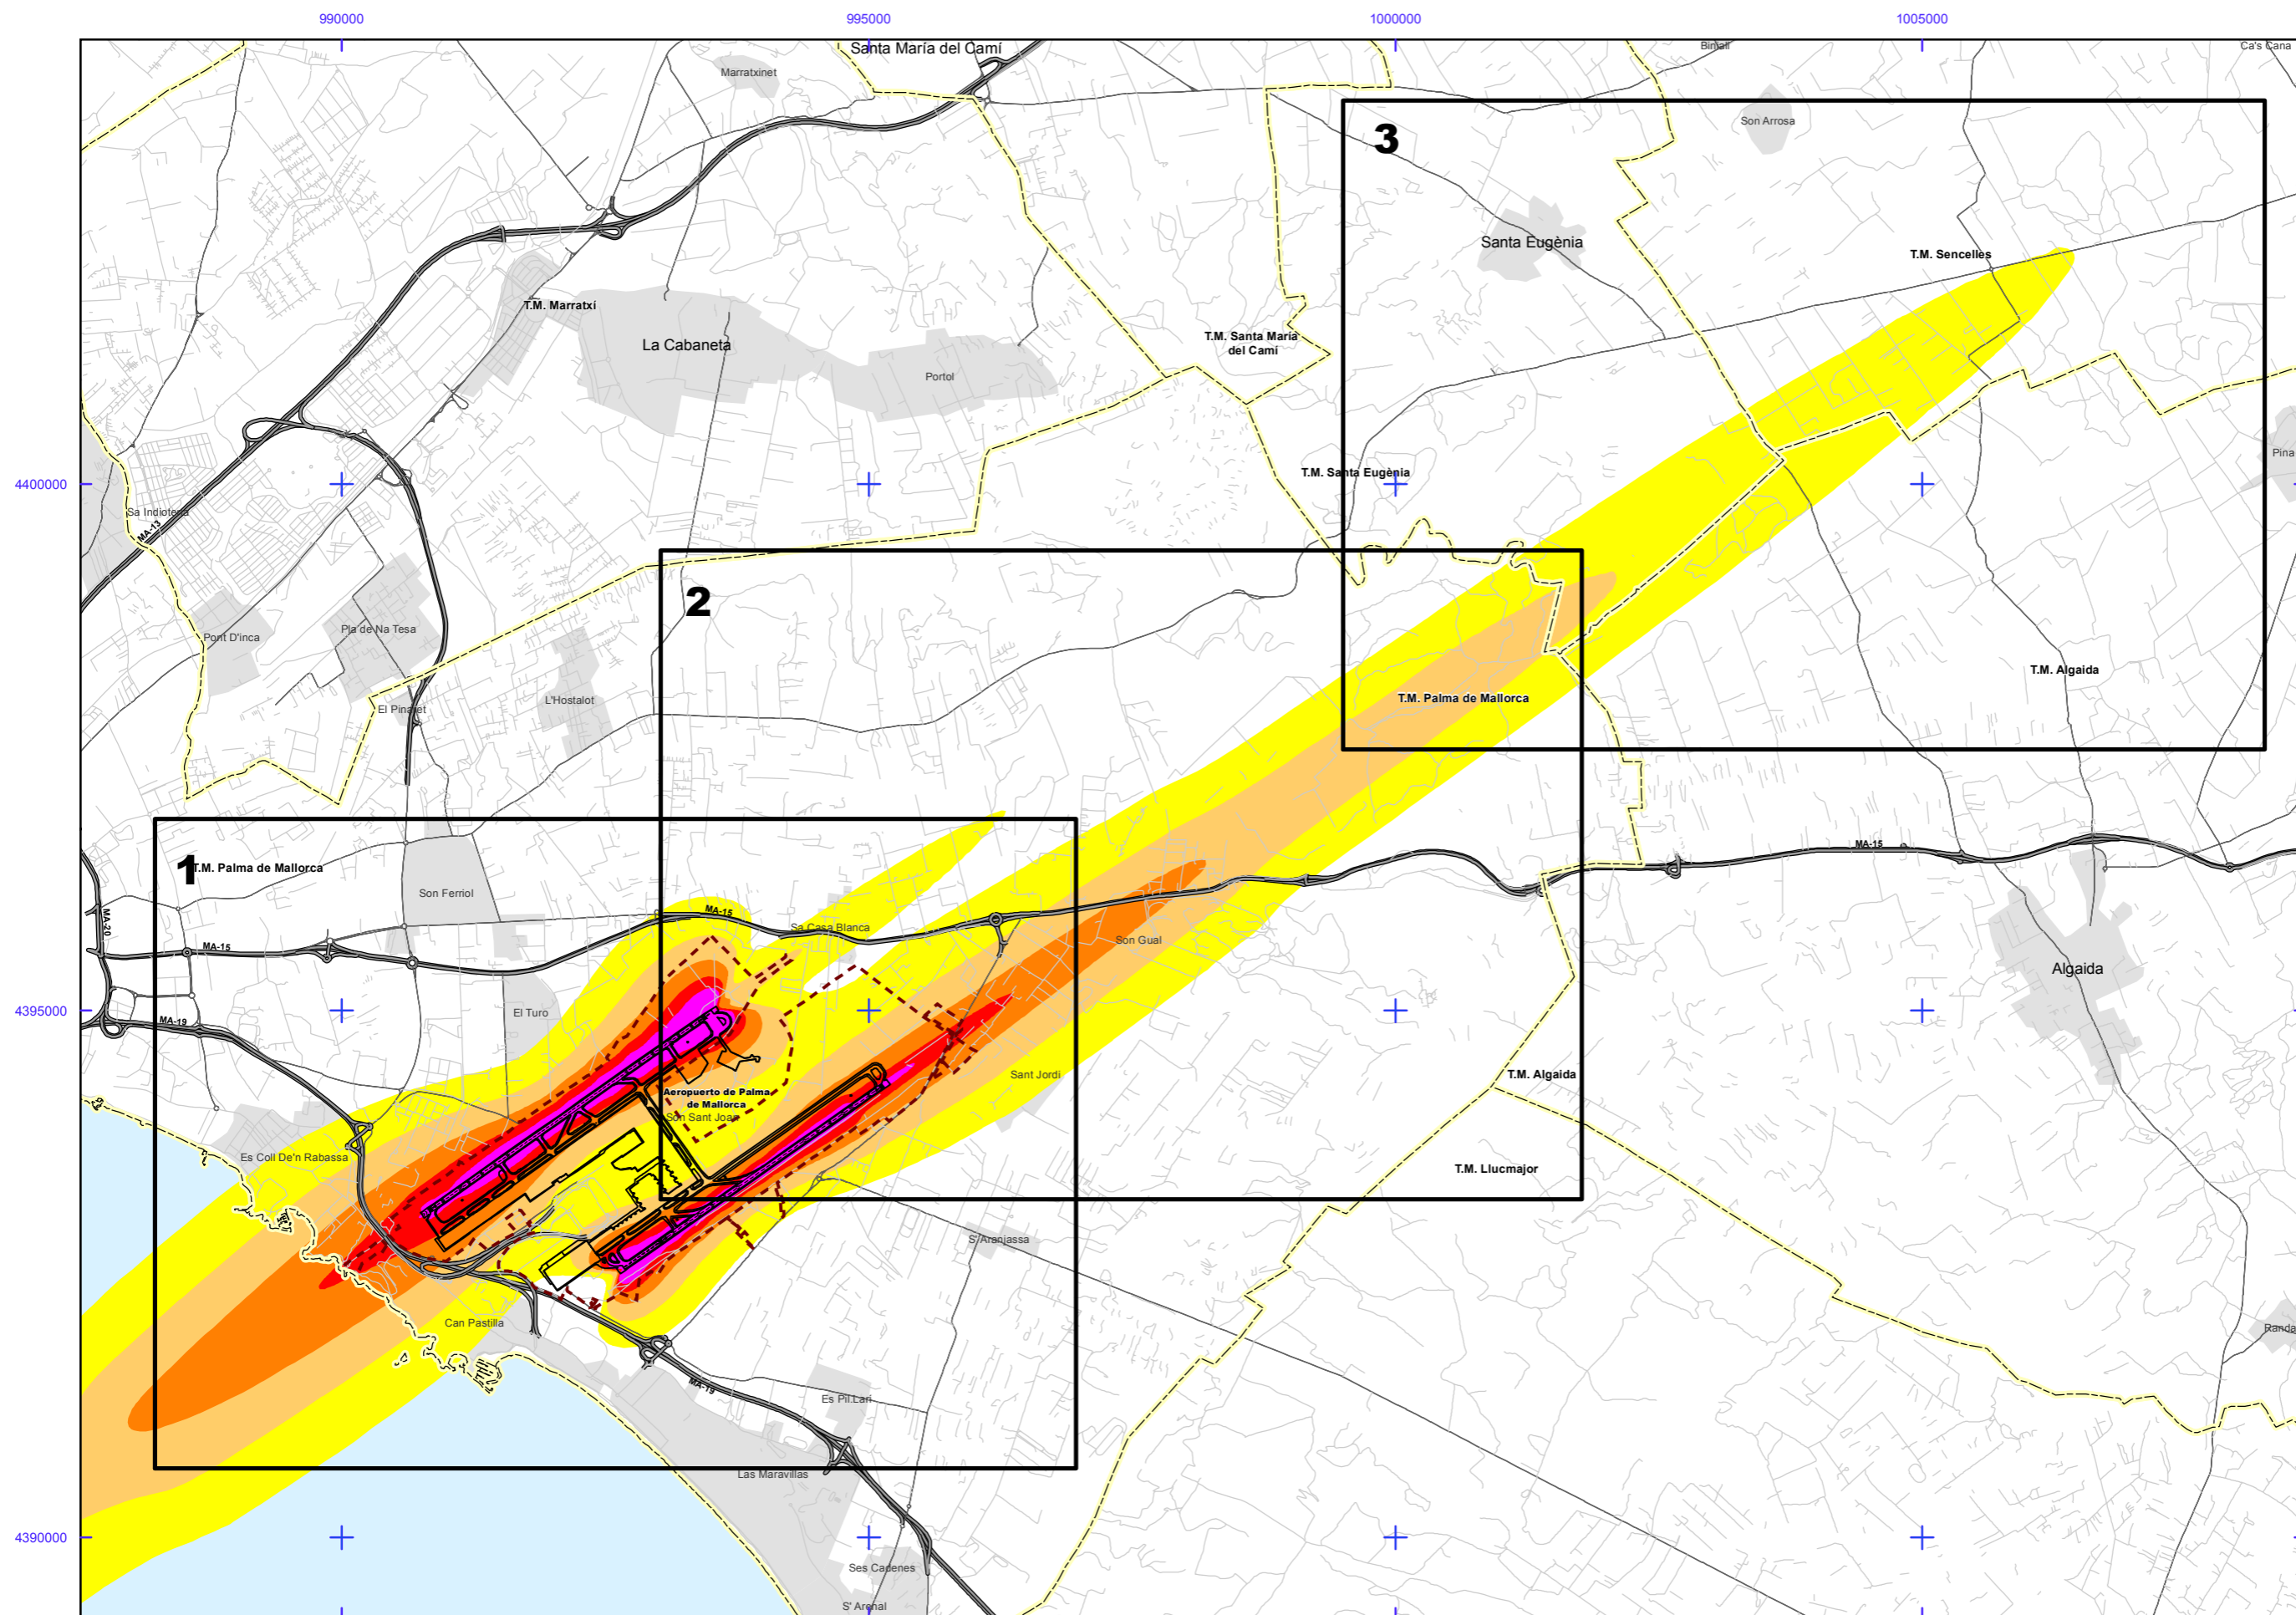 990000
995000
1000000
1005000
Santa María del Camí
Biniali
Ca's Cana
Marratxinet
3
Son Arrosa
Santa Eugènia
T.M. Sencelles
T.M. Marratxí
T.M. Santa María
del Camí
La Cabaneta
Portol
Pina
T.M. Santa Eugènia
4400000
Sa Indioteria
MA-13
2
Pont D'inca
Pla de Na Tesa
T.M. Algaida
L'Hostalot
T.M. Palma de Mallorca
El Pinaret
MA-15
1
T.M. Palma de Mallorca
Son Ferriol
MA-20
MA-15
MA-15
Sa Casa Blanca
Son Gual
Algaida
4395000
El Turo
MA-19
Sant Jordi
T.M. Algaida
Aeropuerto de Palma
de Mallorca
Son Sant Joan
Es Coll De'n Rabassa
T.M. Llucmajor
S'Aranjassa
Can Pastilla
Randa
MA-19
Es Pil.Lari
Las Maravillas
4390000
Ses Cadenes
S' Arenal